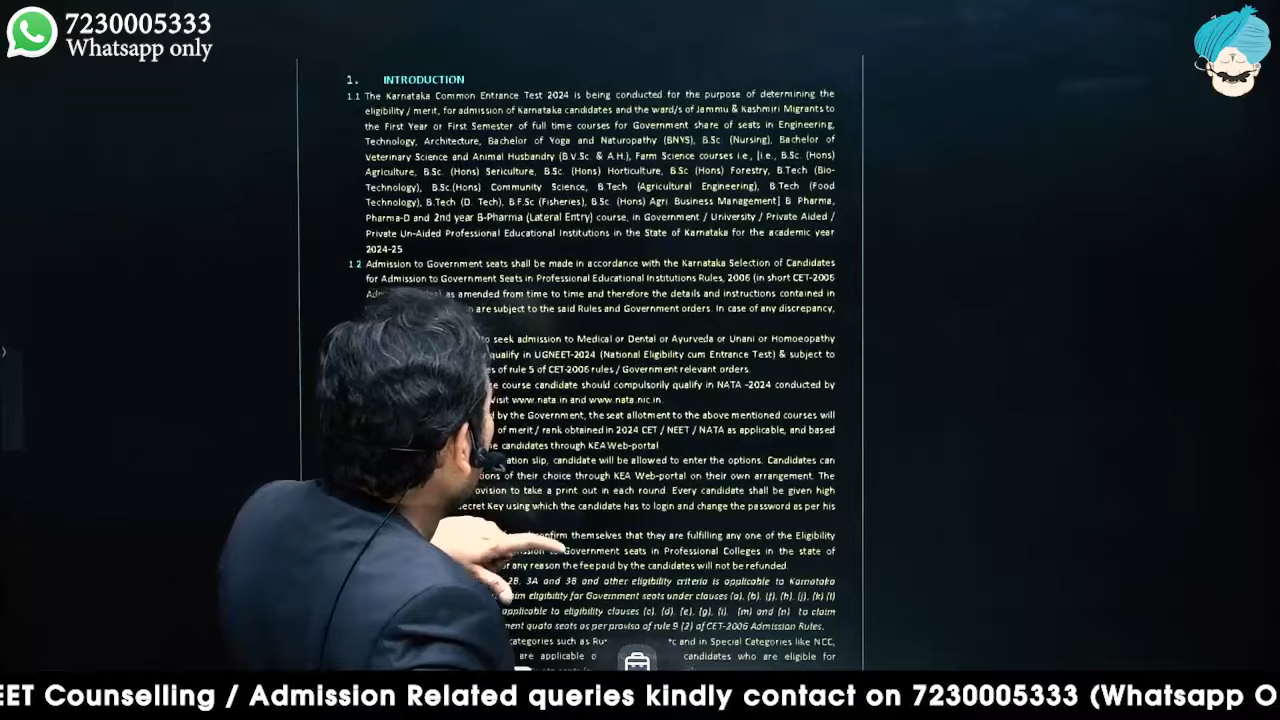 7230005333
Whatsapp only
1. INTRODUCTION
1.1 The Karnataka Common Entrance Test 2024 is being conducted for the purpose of determining the
eligibility / merit, for admission of Karnataka candidates and the ward/s of Jammu & Kashmiri Migrants to
the First Year or First Semester of full time courses for Government share of seats in Engineering,
Technology, Architecture, Bachelor of Yoga and Naturopathy (BNYS), B.Sc (Nursing), Bachelor of
Veterinary Science and Animal Husbandry (B.V.Sc. & A.H.), Farm Science courses i.e., [i.e., B.Sc. (Hons)
Agriculture, B.Sc. (Hons) Sericulture, B.Sc. (Hons) Horticulture, B.Sc (Hons) Forestry, B.Tech (Bio-
Technology), B.Sc.(Hons) Community Science, B.Tech (Agricultural Engineering), B Tech (Food
Technology), B.Tech (D. Tech), B.F.Sc (Fisheries), B.Sc. (Hons) Agri Business Management] B Pharma,
Pharma-D and 2nd year B-Pharma (Lateral Entry) course, in Government / University / Private Aided /
Private Un-Aided Professional Educational Institutions in the State of Karnataka for the academic year
2024-25
1.2 Admission to Government seats shall be made in accordance with the Karnataka Selection of Candidates
for Admission to Government Seats in Professional Educational Institutions Rules, 2006 (in short CET-2006
as amended from time to time and therefore the details and instructions contained in
are subject to the said Rules and Government orders. In case of any discrepancy,
to seek admission to Medical or Dental or Ayurveda or Unani or Homoeopathy
qualify in UGNEET-2024 (National Eligibility cum Entrance Test) & subject to
of rule 5 of CET-2006 rules / Government relevant orders.
course candidate should compulsorily qualify in NATA -2024 conducted by
visit www.nata.in and www.nata.nic.in.
by the Government, the seat allotment to the above mentioned courses will
of merit / rank obtained in 2024 CET / NEET / NATA as applicable, and based
candidates through KEA Web-portal
slip, candidate will be allowed to enter the options. Candidates can
of their choice through KEA Web-portal on their own arrangement. The
to take a print out in each round. Every candidate shall be given high
Key using which the candidate has to login and change the password as per his
confirm themselves that they are fulfilling any one of the Eligibility
Government seats in Professional Colleges in the state of
for any reason the fee paid by the candidates will not be refunded.
2B, 3A and 3B and other eligibility criteria is applicable to Karnataka
eligibility for Government seats under clauses (a), (b), (f), (h), (j), (k) (l)
applicable to eligibility clauses (c), (d), (e), (g), (i), (m) and (n) to claim
quota seats as per proviso of rule 9 (2) of CET-2006 Admission Rules.
categories such as and in Special Categories like NCC,
are applicable candidates who are eligible for
EET Counselling / Admission Related queries kindly contact on 7230005333 (Whatsapp O